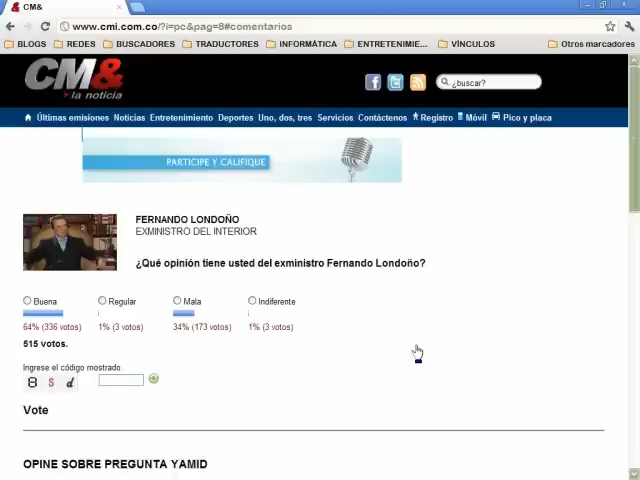 CM&
www.cmi.com.co/?i=pc&pag=8#comentarios
BLOGS REDES BUSCADORES TRADUCTORES INFORMÁTICA ENTRETENIMIE... VÍNCULOS Otros marcadores
CM&
la noticia
¿buscar?
Últimas emisiones Noticias Entretenimiento Deportes Uno, dos, tres Servicios Contáctenos Registro Móvil Pico y placa
PARTICIPE Y CALIFIQUE
FERNANDO LONDOÑO
EXMINISTRO DEL INTERIOR
¿Qué opinión tiene usted del exministro Fernando Londoño?
Buena Regular Mala Indiferente
64% (336 votos) 1% (3 votos) 34% (173 votos) 1% (3 votos)
515 votos.
Ingrese el código mostrado.
8 S d
Vote
OPINE SOBRE PREGUNTA YAMID